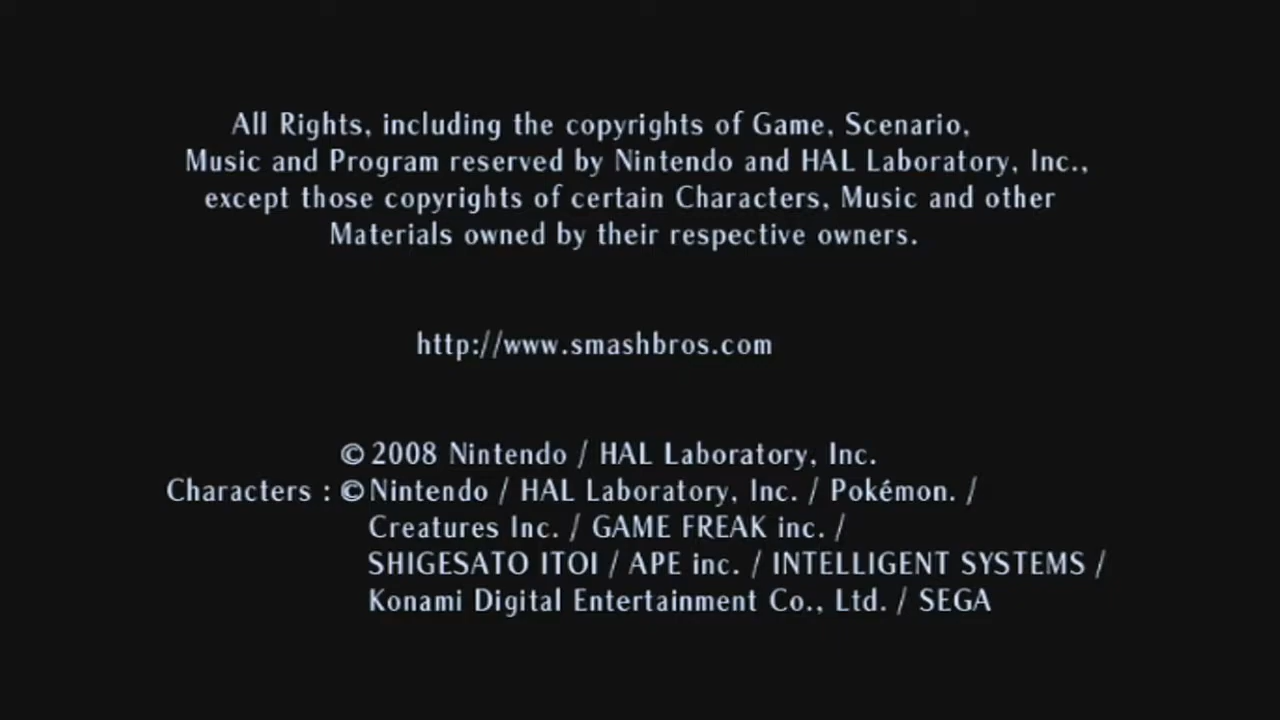 All Rights, including the copyrights of Game, Scenario,
Music and Program reserved by Nintendo and HAL Laboratory, Inc.,
except those copyrights of certain Characters, Music and other
Materials owned by their respective owners.
http://www.smashbros.com
© 2008 Nintendo / HAL Laboratory, Inc.
Characters : © Nintendo / HAL Laboratory, Inc. / Pokémon. /
Creatures Inc. / GAME FREAK inc. /
SHIGESATO ITOI / APE inc. / INTELLIGENT SYSTEMS /
Konami Digital Entertainment Co., Ltd. / SEGA